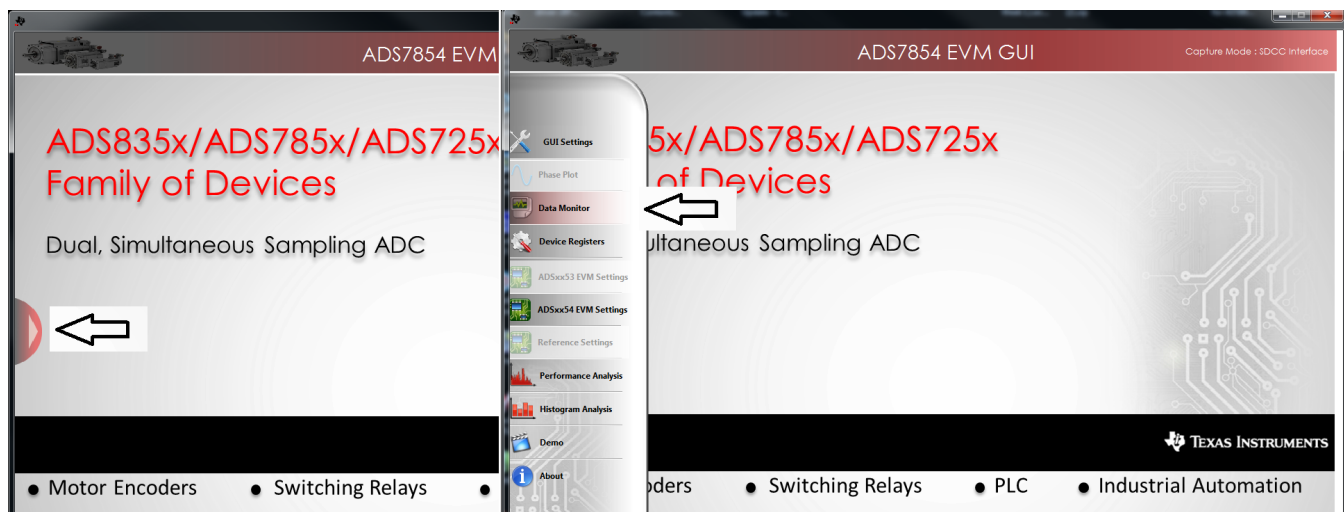 ADS7854 EVM
ADS835x/ADS785x/ADS725x
Family of Devices
Dual, Simultaneous Sampling ADC
● Motor Encoders ● Switching Relays ●
ADS7854 EVM GUI
Capture Mode : SDCC Interface
GUI Settings
Phase Plot
Data Monitor
Device Registers
ADSxx53 EVM Settings
ADSxx54 EVM Settings
Reference Settings
Performance Analysis
Histogram Analysis
Demo
About
5x/ADS785x/ADS725x
of Devices
ultaneous Sampling ADC
TEXAS INSTRUMENTS
oders ● Switching Relays ● PLC ● Industrial Automation